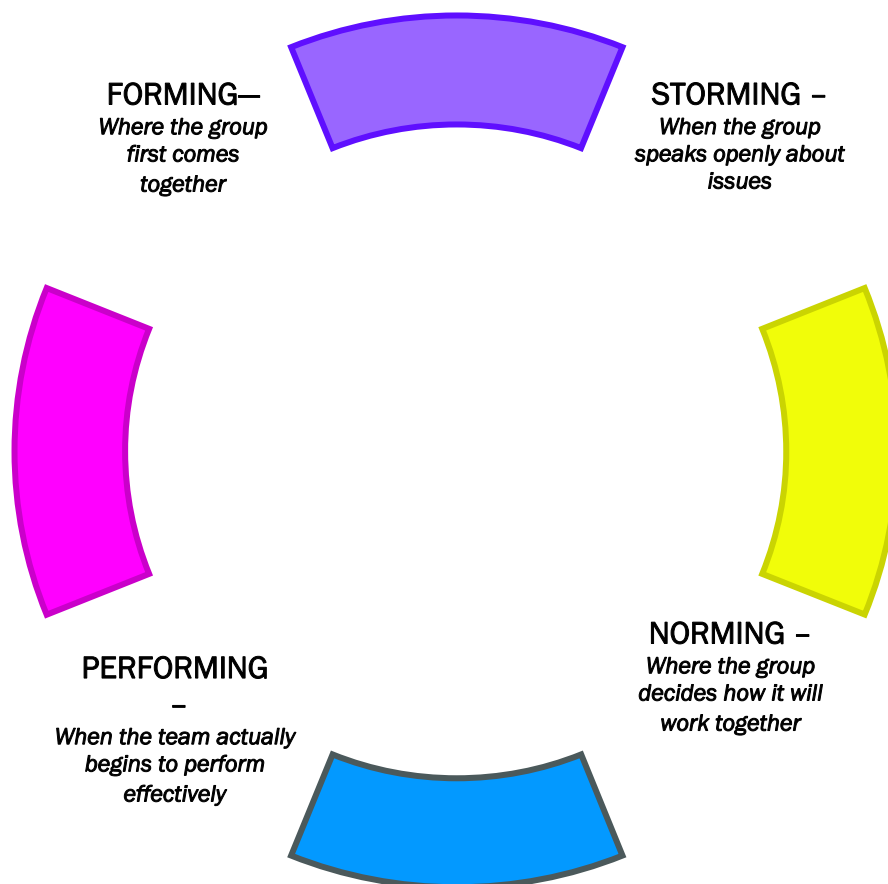 FORMING—
Where the group
first comes
together
STORMING –
When the group
speaks openly about
issues
NORMING –
Where the group
decides how it will
work together
PERFORMING
–
When the team actually
begins to perform
effectively